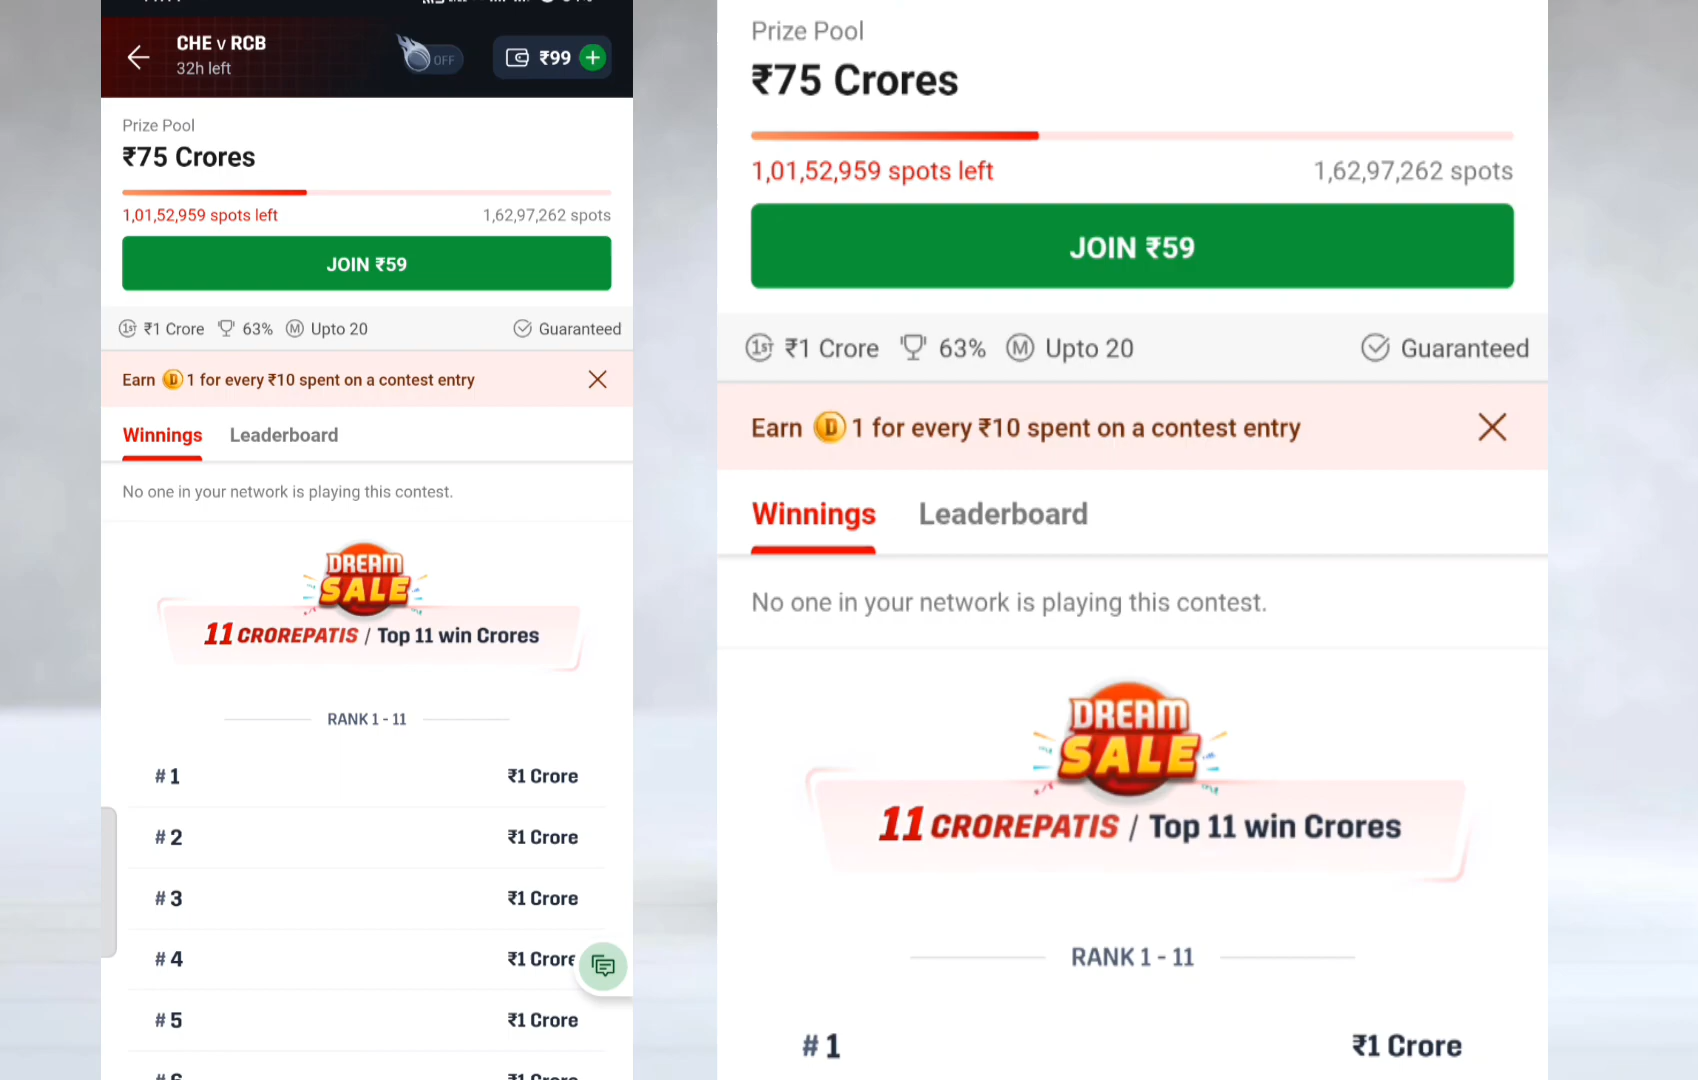 CHE v RCB
32h left
OFF
₹99
Prize Pool
₹75 Crores
1,01,52,959 spots left
1,62,97,262 spots
JOIN ₹59
1ST ₹1 Crore
63%
M Upto 20
Guaranteed
Earn D 1 for every ₹10 spent on a contest entry
Winnings
Leaderboard
No one in your network is playing this contest.
DREAM
SALE
11 CROREPATIS / Top 11 win Crores
RANK 1 - 11
# 1 ₹1 Crore
# 2 ₹1 Crore
# 3 ₹1 Crore
# 4 ₹1 Crore
# 5 ₹1 Crore
Prize Pool
₹75 Crores
1,01,52,959 spots left
1,62,97,262 spots
JOIN ₹59
1ST ₹1 Crore
63%
M Upto 20
Guaranteed
Earn D 1 for every ₹10 spent on a contest entry
Winnings
Leaderboard
No one in your network is playing this contest.
DREAM
SALE
11 CROREPATIS / Top 11 win Crores
RANK 1 - 11
# 1 ₹1 Crore